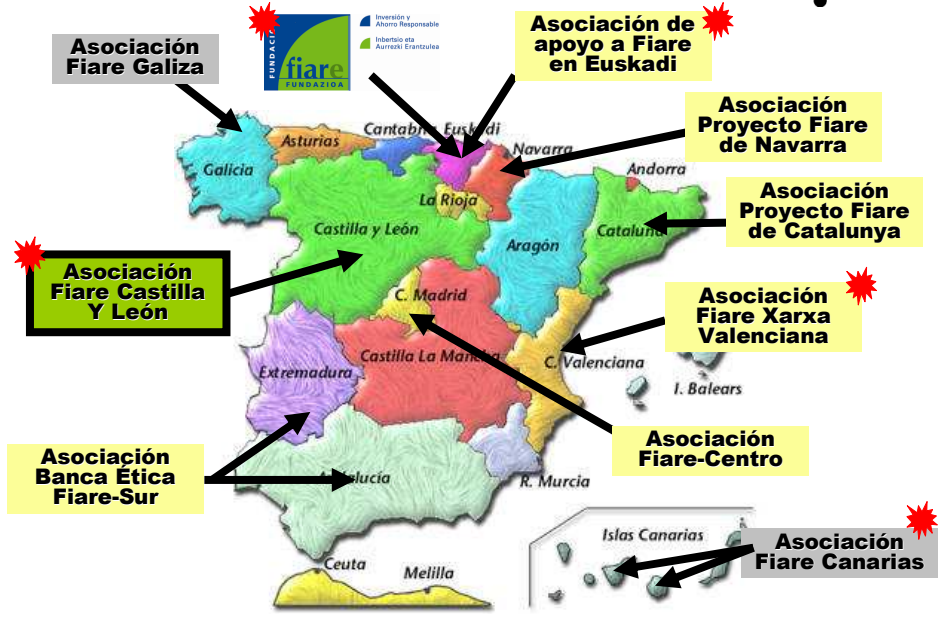 Asociación
Fiare Galiza
FUNDACIÓN
fiare
FUNDAZIOA
Inversión y
Ahorro Responsable
Inbertsio eta
Aurrezki Erantzulea
Asociación de
apoyo a Fiare
en Euskadi
Asociación
Proyecto Fiare
de Navarra
Asociación
Proyecto Fiare
de Catalunya
Asociación
Fiare Castilla
Y León
Asociación
Fiare Xarxa
Valenciana
Asociación
Fiare-Centro
Asociación
Banca Ética
Fiare-Sur
Asociación
Fiare Canarias
Galicia
Asturias
Cantabria
Euskadi
Navarra
Andorra
La Rioja
Castilla y León
Aragón
Cataluña
C. Madrid
Castilla La Mancha
C. Valenciana
I. Balears
Extremadura
Andalucía
R. Murcia
Islas Canarias
Ceuta
Melilla